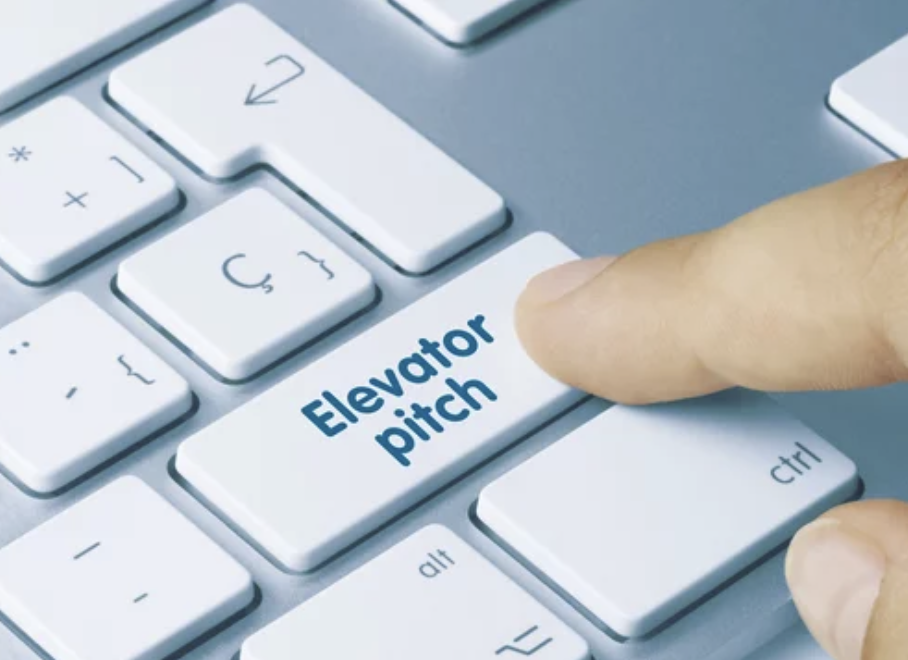 *
+ ]
Ç }
¨
- {
Elevator
pitch
ctrl
alt
_
-